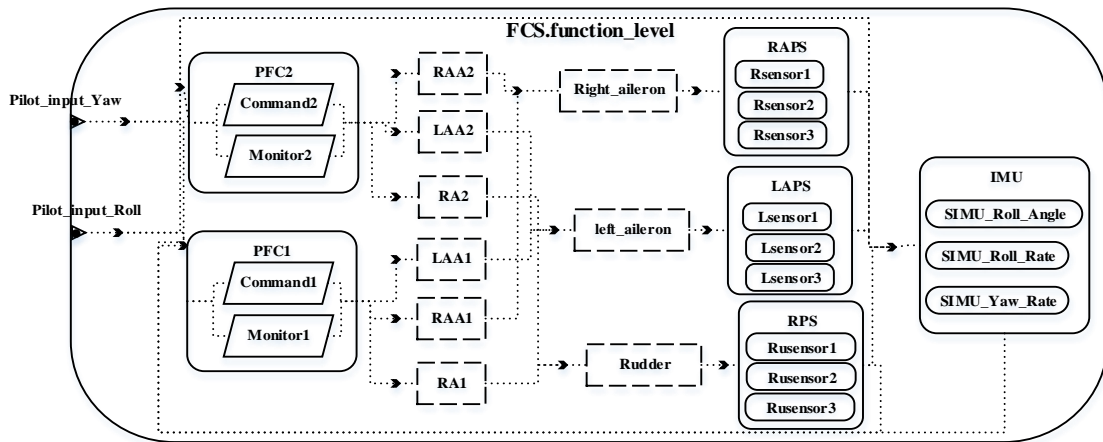 FCS.function_level
Pilot_input_Yaw
Pilot_input_Roll
PFC2
Command2
Monitor2
PFC1
Command1
Monitor1
RAA2
LAA2
RA2
LAA1
RAA1
RA1
Right_aileron
left_aileron
Rudder
RAPS
Rsensor1
Rsensor2
Rsensor3
LAPS
Lsensor1
Lsensor2
Lsensor3
RPS
Rusensor1
Rusensor2
Rusensor3
IMU
SIMU_Roll_Angle
SIMU_Roll_Rate
SIMU_Yaw_Rate